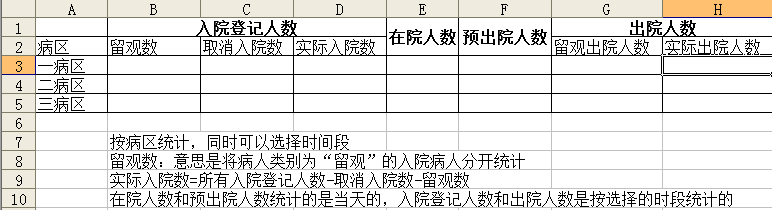 A B C D E F G H
1 入院登记人数 在院人数 预出院人数 出院人数
2 病区 留观数 取消入院数 实际入院数 留观出院人数 实际出院人数
3 一病区
4 二病区
5 三病区
6
7 按病区统计，同时可以选择时间段
8 留观数：意思是将病人类别为“留观”的入院病人分开统计
9 实际入院数=所有入院登记人数-取消入院数-留观数
10 在院人数和预出院人数统计的是当天的，入院登记人数和出院人数是按选择的时段统计的